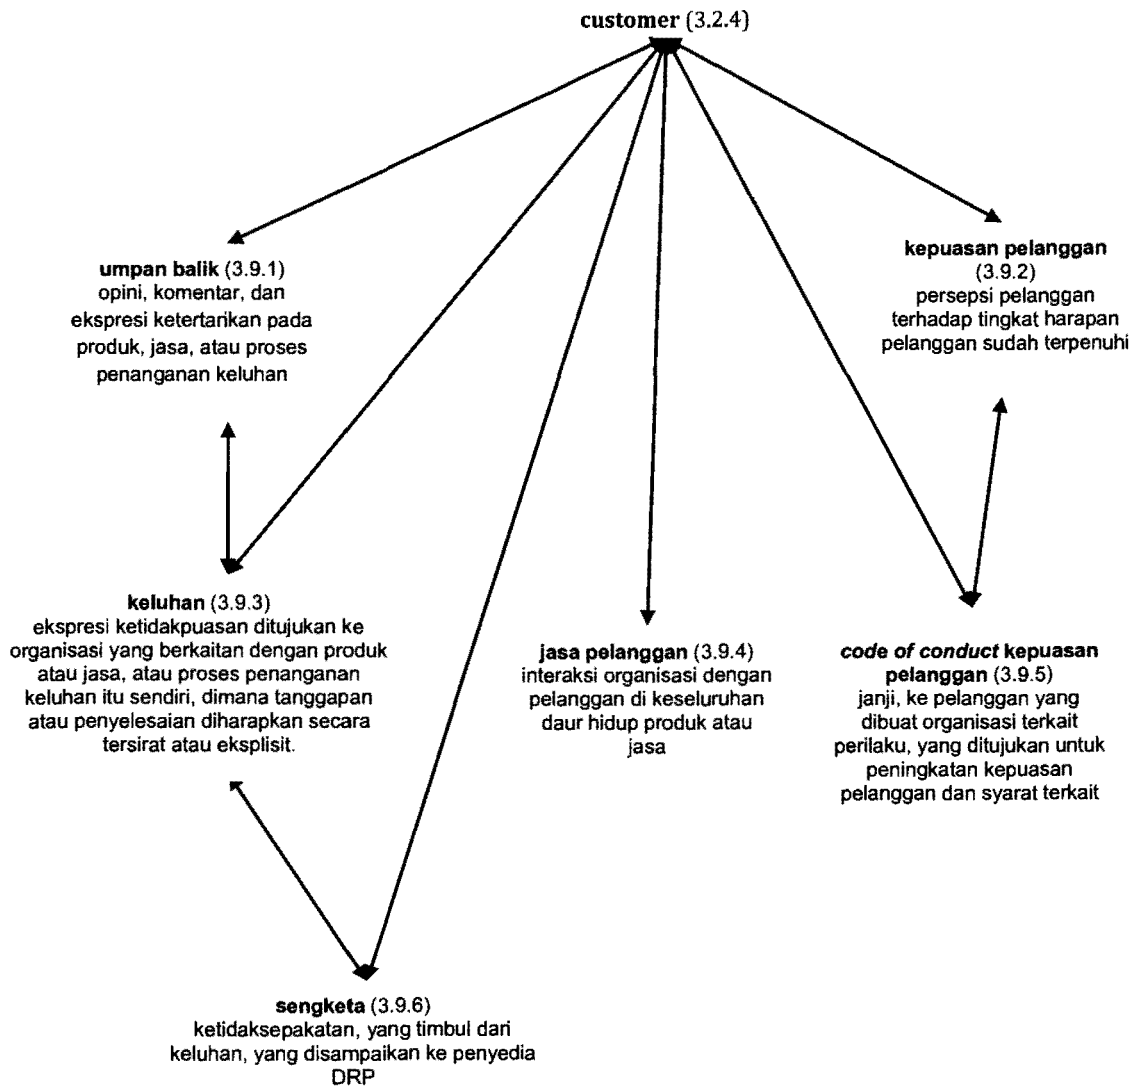 customer (3.2.4)
umpan balik (3.9.1)
opini, komentar, dan
ekspresi ketertarikan pada
produk, jasa, atau proses
penanganan keluhan
kepuasan pelanggan
(3.9.2)
persepsi pelanggan
terhadap tingkat harapan
pelanggan sudah terpenuhi
keluhan (3.9.3)
ekspresi ketidakpuasan ditujukan ke
organisasi yang berkaitan dengan produk
atau jasa, atau proses penanganan
keluhan itu sendiri, dimana tanggapan
atau penyelesaian diharapkan secara
tersirat atau eksplisit.
jasa pelanggan (3.9.4)
interaksi organisasi dengan
pelanggan di keseluruhan
daur hidup produk atau
jasa
code of conduct kepuasan
pelanggan (3.9.5)
janji, ke pelanggan yang
dibuat organisasi terkait
perilaku, yang ditujukan untuk
peningkatan kepuasan
pelanggan dan syarat terkait
sengketa (3.9.6)
ketidaksepakatan, yang timbul dari
keluhan, yang disampaikan ke penyedia
DRP